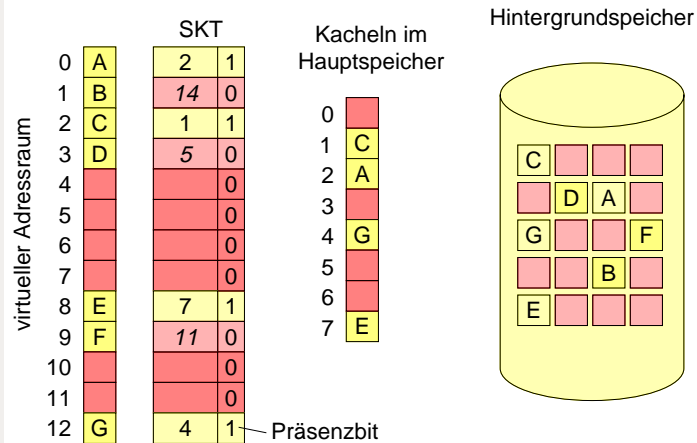 SKT
Kacheln im
Hauptspeicher
Hintergrundspeicher
virtueller Adressraum
0 A 2 1
1 B 14 0
2 C 1 1
3 D 5 0
4 0
5 0
6 0
7 0
8 E 7 1
9 F 11 0
10 0
11 0
12 G 4 1
Präsenzbit
0
1 C
2 A
3
4 G
5
6
7 E
C
D A
G F
B
E